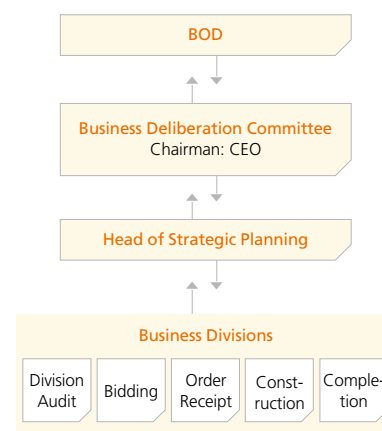 BOD
Business Deliberation Committee
Chairman: CEO
Head of Strategic Planning
Business Divisions
Division
Audit
Bidding
Order
Receipt
Const-
ruction
Comple-
tion